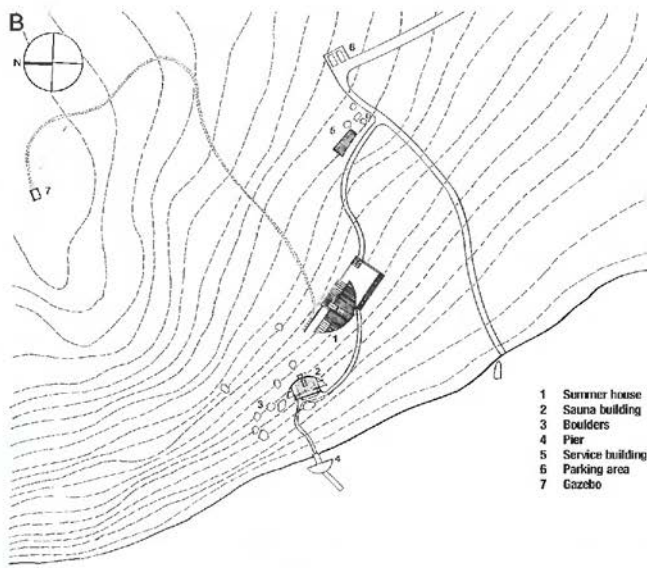 B
N
6
5
7
1
2
3
4
1 Summer house
2 Sauna building
3 Boulders
4 Pier
5 Service building
6 Parking area
7 Gazebo